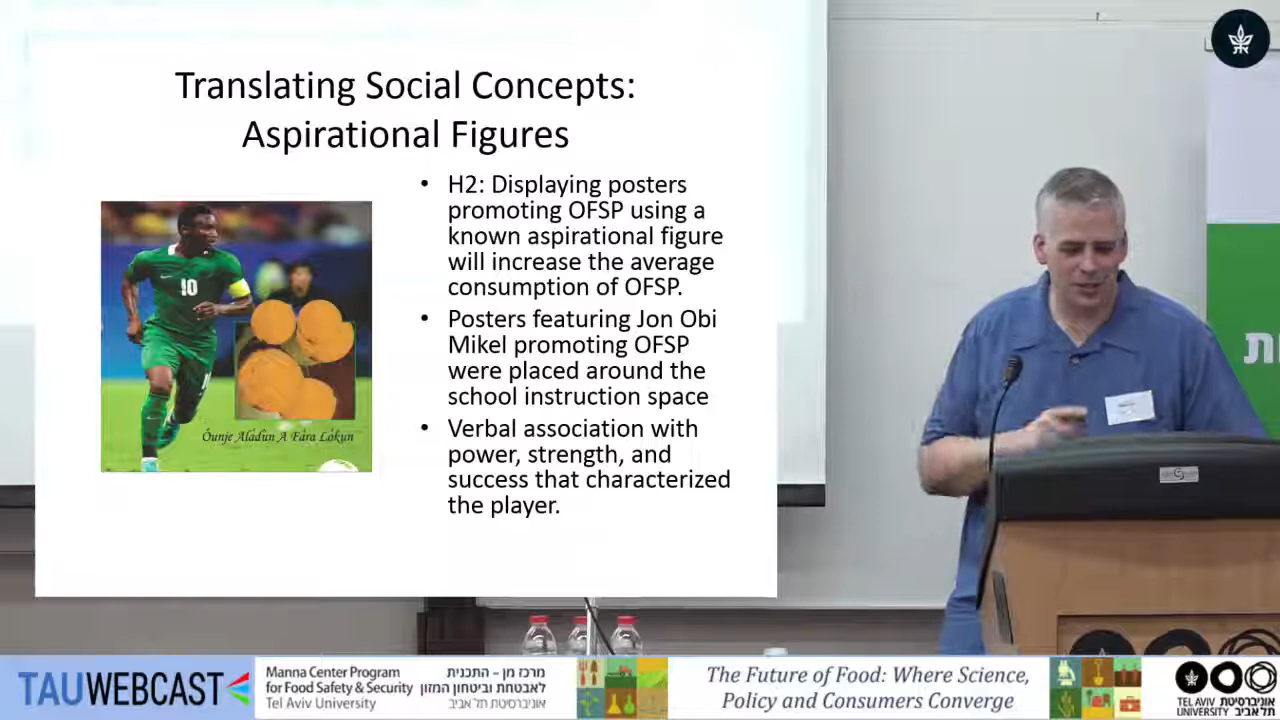 Translating Social Concepts:
Aspirational Figures
• H2: Displaying posters
promoting OFSP using a
known aspirational figure
will increase the average
consumption of OFSP.
• Posters featuring Jon Obi
Mikel promoting OFSP
were placed around the
school instruction space
• Verbal association with
power, strength, and
success that characterized
the player.
10
Óunje Aládùn A Fára Lókun
ות
TAUWEBCAST
Manna Center Program
for Food Safety & Security
Tel Aviv University
מרכז מן – התכנית
לאבטחת וביטחון המזון
אוניברסיטת תל אביב
The Future of Food: Where Science,
Policy and Consumers Converge
TEL AVIV אוניברסיטת
UNIVERSITY תל אביב